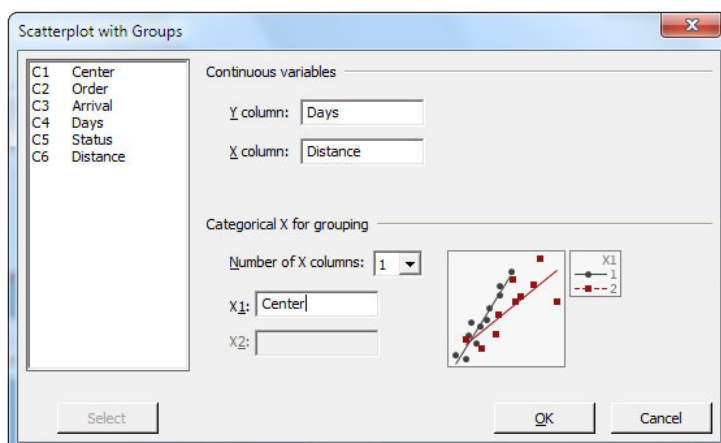 Scatterplot with Groups
C1 Center
C2 Order
C3 Arrival
C4 Days
C5 Status
C6 Distance
Continuous variables
Y column: Days
X column: Distance
Categorical X for grouping
Number of X columns: 1
X1: Center
X2:
X1
1
2
Select
OK
Cancel